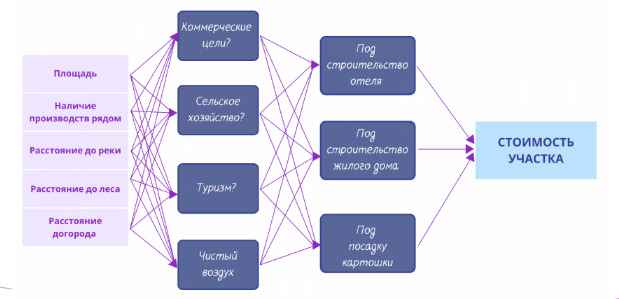 Площадь
Наличие
производств рядом
Расстояние до реки
Расстояние до леса
Расстояние
догорода
Коммерческие
цели?
Сельское
хозяйство?
Туризм?
Чистый
воздух
Под
строительство
отеля
Под
строительство
жилого дома
Под
посадку
картошки
СТОИМОСТЬ
УЧАСТКА